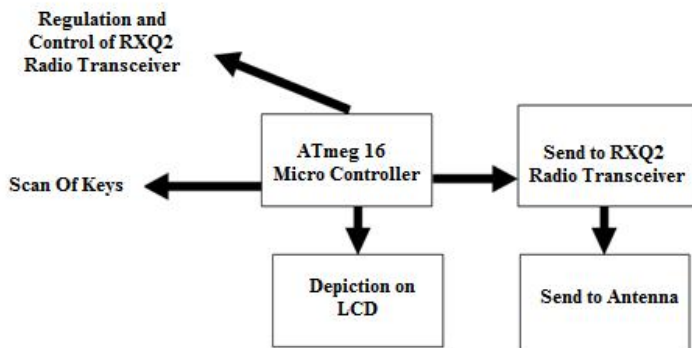 Regulation and
Control of RXQ2
Radio Transceiver
ATmeg 16
Micro Controller
Send to RXQ2
Radio Transceiver
Scan Of Keys
Depiction on
LCD
Send to Antenna